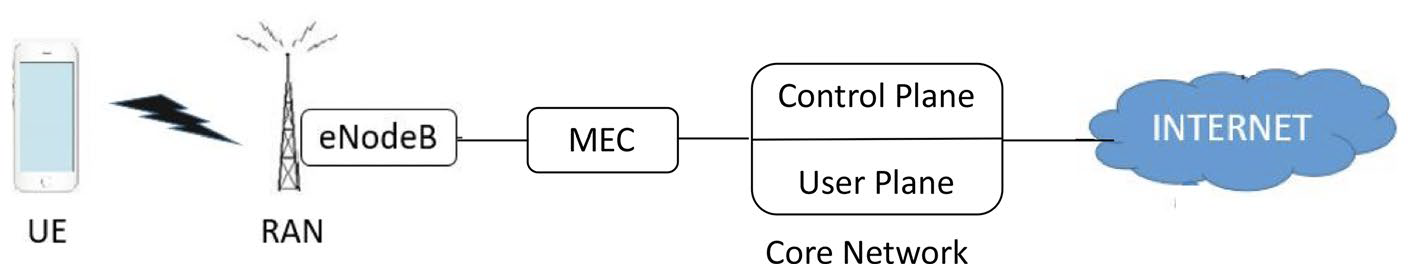 UE
RAN
eNodeB
MEC
Control Plane
User Plane
Core Network
INTERNET